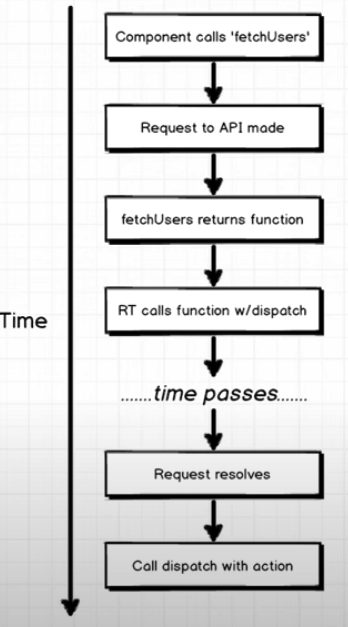 Component calls 'fetchUsers'
Request to API made
fetchUsers returns function
RT calls function w/dispatch
Time
.......time passes.......
Request resolves
Call dispatch with action